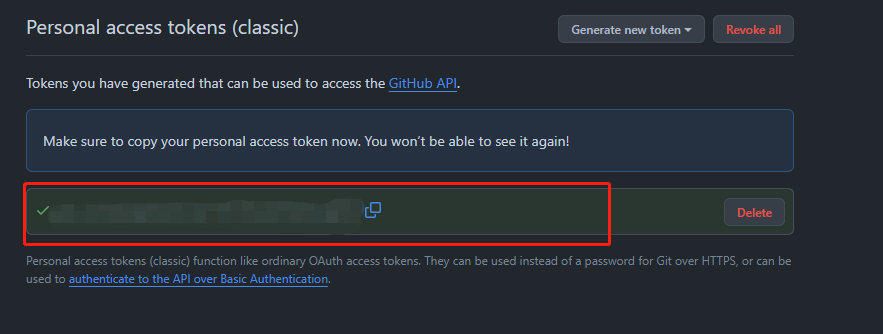 Personal access tokens (classic)
Generate new token
Revoke all
Tokens you have generated that can be used to access the GitHub API.
Make sure to copy your personal access token now. You won't be able to see it again!
Delete
Personal access tokens (classic) function like ordinary OAuth access tokens. They can be used instead of a password for Git over HTTPS, or can be
used to authenticate to the API over Basic Authentication.